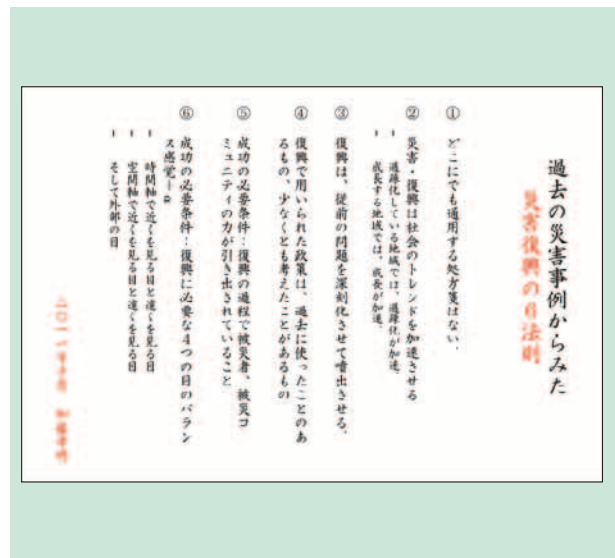 過去の災害事例からみた
災害復興の6法則
① どこにでも通用する処方箋はない．
② 災害・復興は社会のトレンドを加速させる
－ 過疎化している地域では，過疎化が加速．
－ 成長する地域では，成長が加速．
③ 復興は，従前の問題を深刻化させて噴出させる．
④ 復興で用いられた政策は，過去に使ったことのあ
るもの，少なくとも考えたことがあるもの
⑤ 成功の必要条件：復興の過程で被災者，被災コ
ミュニティの力が引き出されていること
⑥ 成功の必要条件：復興に必要な4つの目のバラン
ス感覚＋α
－ 時間軸で近くを見る目と遠くを見る目
－ 空間軸で近くを見る目と遠くを見る目
－ そして外部の目
二〇一一年